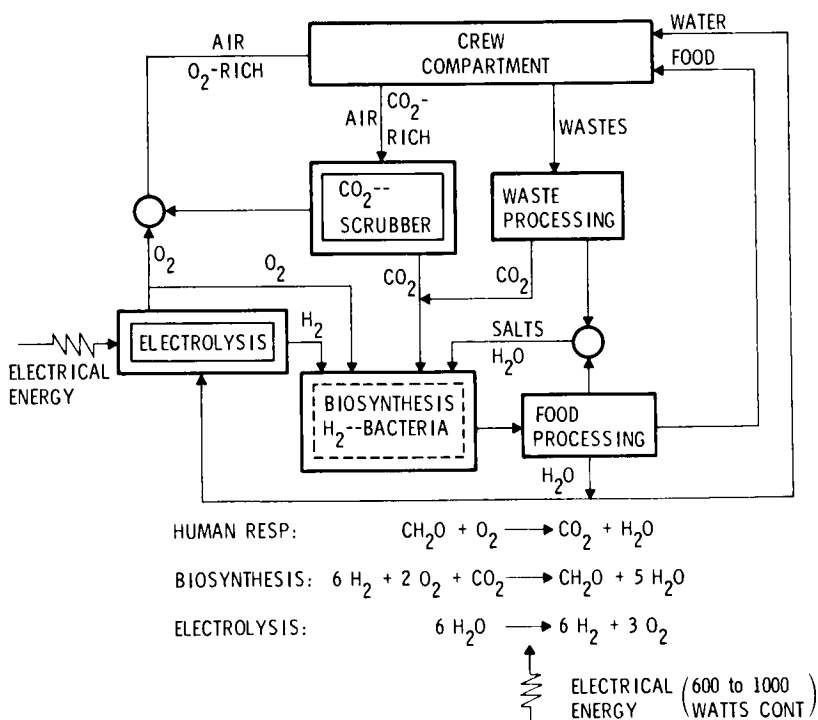 WATER
AIR
O₂-RICH
CREW
COMPARTMENT
FOOD
AIR
CO₂-
RICH
WASTES
CO₂--
SCRUBBER
WASTE
PROCESSING
O₂
O₂
CO₂
CO₂
H₂
ELECTROLYSIS
ELECTRICAL
ENERGY
SALTS
H₂O
BIOSYNTHESIS
H₂--BACTERIA
FOOD
PROCESSING
H₂O
HUMAN RESP: CH₂O + O₂ → CO₂ + H₂O
BIOSYNTHESIS: 6 H₂ + 2 O₂ + CO₂ → CH₂O + 5 H₂O
ELECTROLYSIS: 6 H₂O → 6 H₂ + 3 O₂
ELECTRICAL (600 to 1000
ENERGY WATTS CONT)